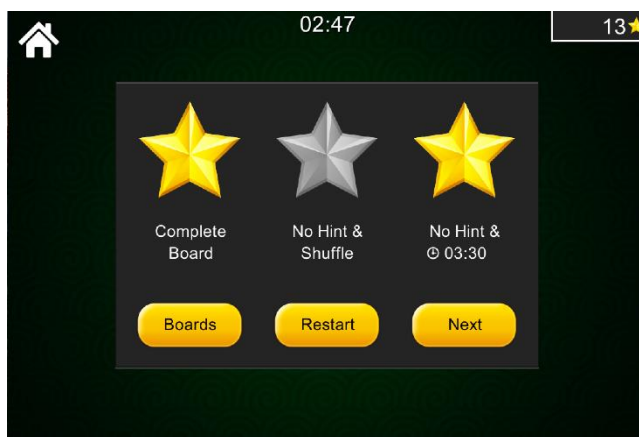 02:47
13
Complete
Board
No Hint &
Shuffle
No Hint &
03:30
Boards
Restart
Next